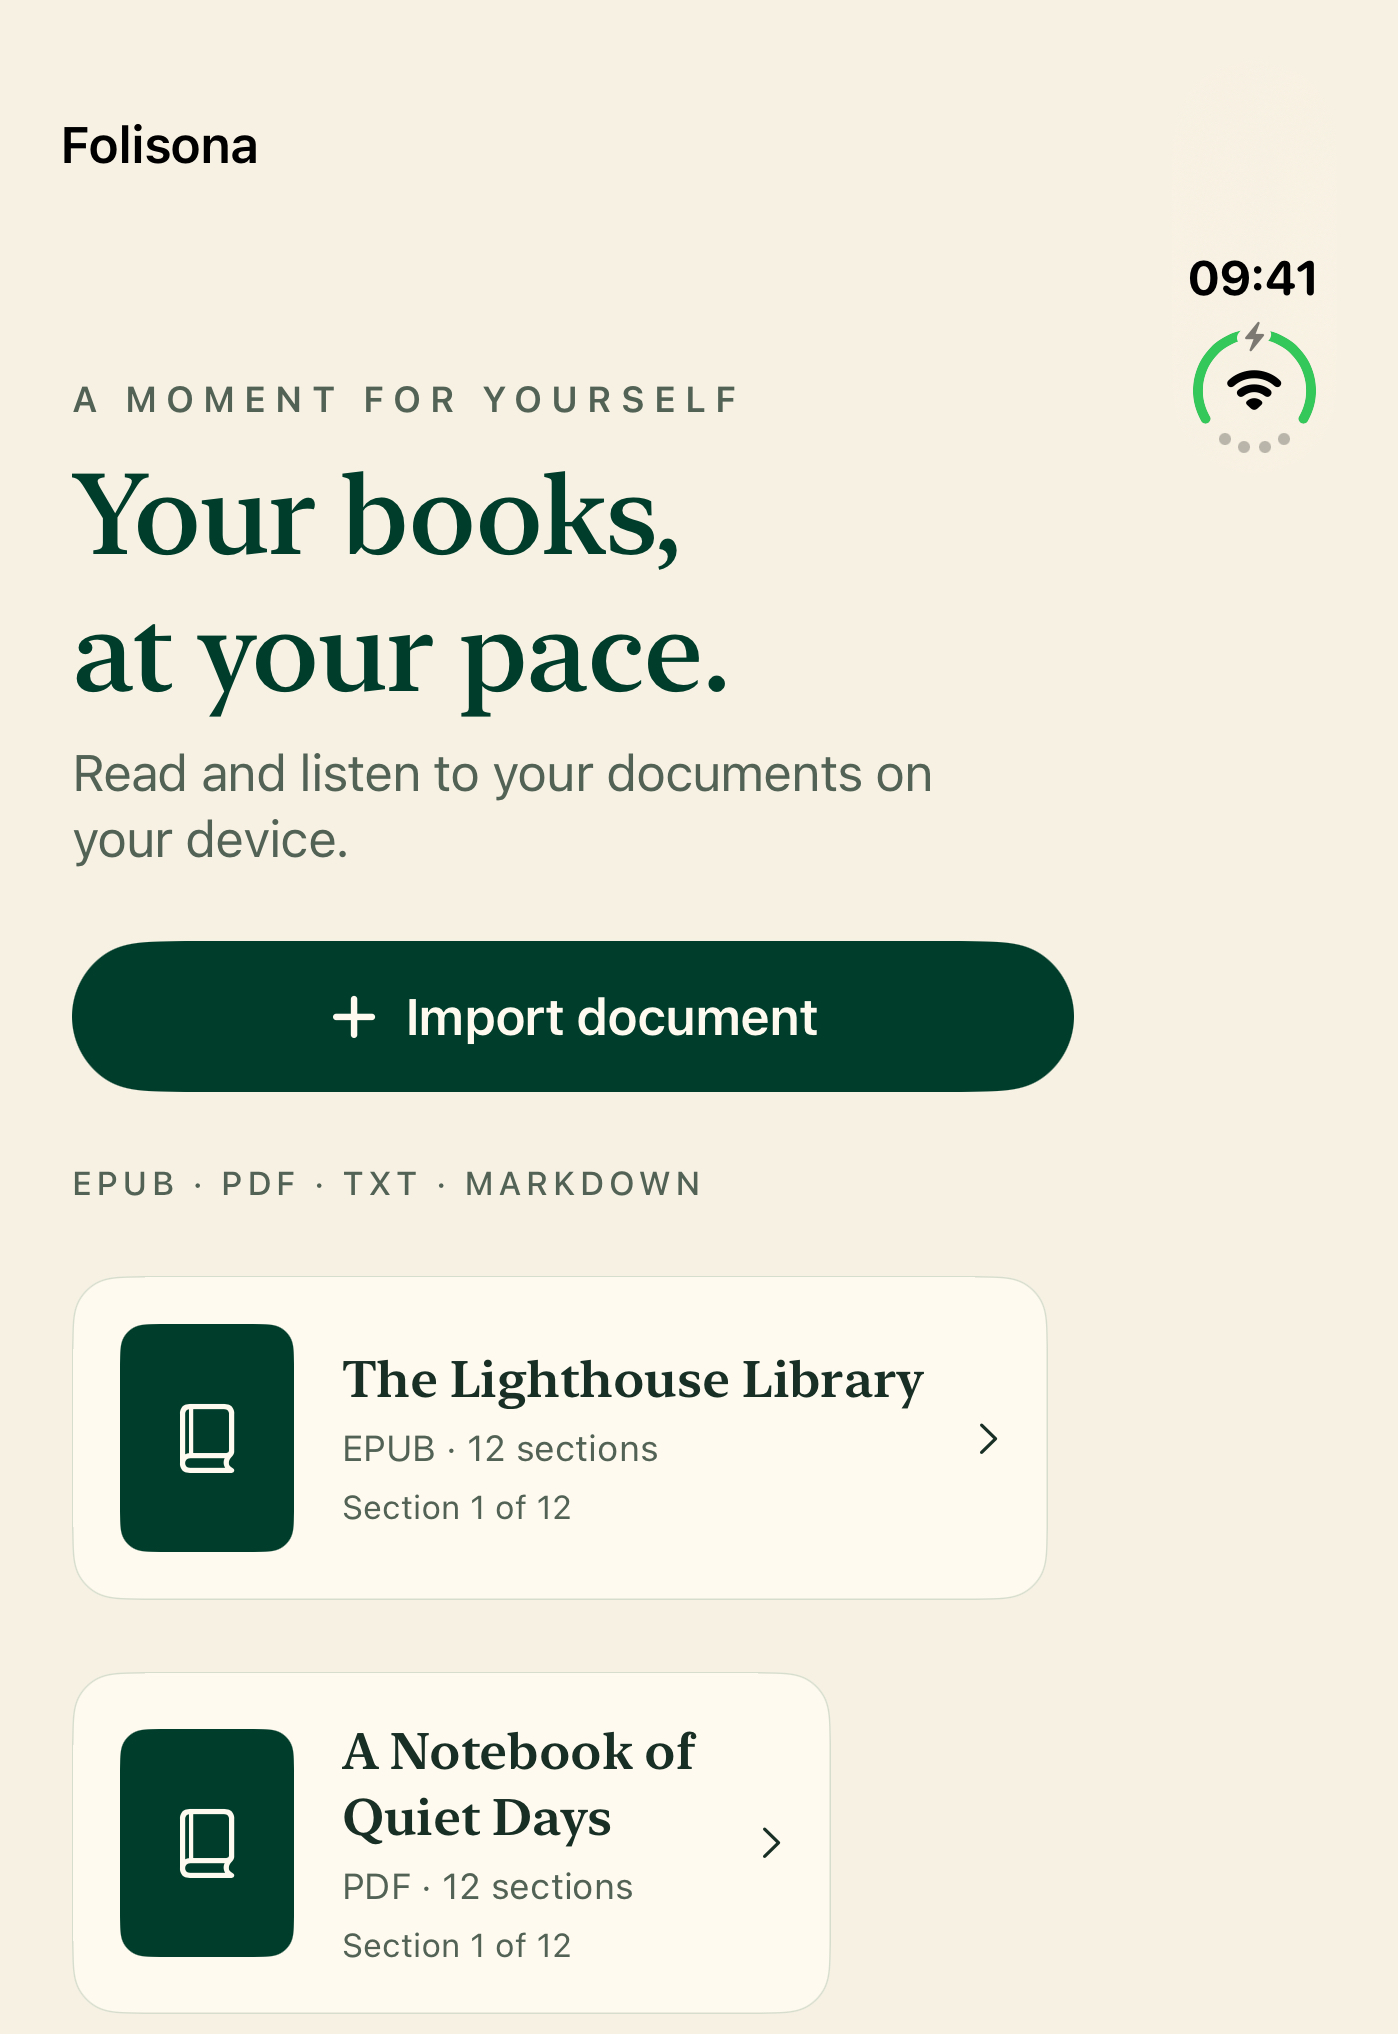 Folisona
09:41
A MOMENT FOR YOURSELF
Your books,
at your pace.
Read and listen to your documents on
your device.
Import document
EPUB · PDF · TXT · MARKDOWN
The Lighthouse Library
EPUB · 12 sections
Section 1 of 12
A Notebook of
Quiet Days
PDF · 12 sections
Section 1 of 12